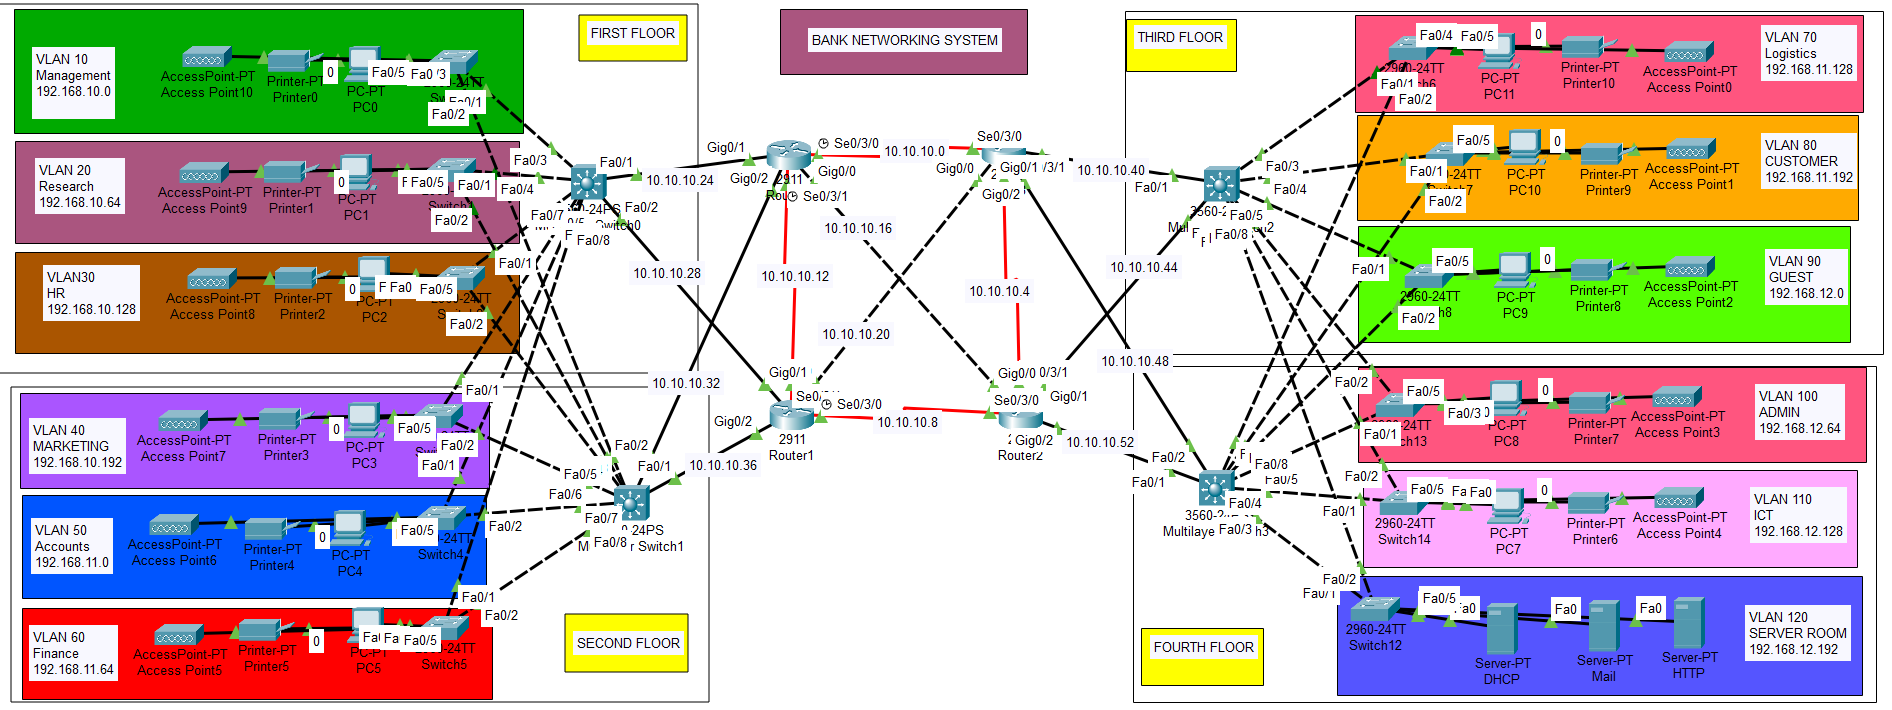 BANK NETWORKING SYSTEM
FIRST FLOOR
VLAN 10
Management
192.168.10.0
AccessPoint-PT
Access Point10
Printer-PT
Printer0
0
PC-PT
PC0
Fa0/5
Fa0/1
Fa0/2
VLAN 20
Research
192.168.10.64
AccessPoint-PT
Access Point9
Printer-PT
Printer1
0
PC-PT
PC1
Fa0/5
Fa0/1
Fa0/2
VLAN30
HR
192.168.10.128
AccessPoint-PT
Access Point8
Printer-PT
Printer2
0
PC-PT
PC2
Fa0/5
Fa0/1
Fa0/2
Fa0/3
Fa0/1
Fa0/4
Fa0/2
Fa0/7
Fa0/8
SECOND FLOOR
VLAN 40
MARKETING
192.168.10.192
AccessPoint-PT
Access Point7
Printer-PT
Printer3
0
PC-PT
PC3
Fa0/5
Fa0/1
Fa0/2
Fa0/1
VLAN 50
Accounts
192.168.11.0
AccessPoint-PT
Access Point6
Printer-PT
Printer4
0
PC-PT
PC4
Fa0/5
Switch4
Fa0/2
Fa0/1
VLAN 60
Finance
192.168.11.64
AccessPoint-PT
Access Point5
Printer-PT
Printer5
0
PC-PT
PC5
Fa0/5
Switch5
Fa0/2
Fa0/2
Fa0/1
Fa0/5
Fa0/6
Fa0/7
Fa0/8
Switch1
Gig0/1
Se0/3/0
Gig0/2
Gig0/0
2911
Se0/3/1
10.10.10.0
Se0/3/0
Gig0/0
Gig0/1
Gig0/2
10.10.10.24
10.10.10.40
10.10.10.16
10.10.10.28
10.10.10.12
10.10.10.4
10.10.10.44
10.10.10.20
10.10.10.48
10.10.10.32
Gig0/1
Se0/3/0
Gig0/2
2911
Router1
10.10.10.8
Gig0/0
Gig0/1
Se0/3/0
Gig0/2
Router2
10.10.10.36
10.10.10.52
THIRD FLOOR
Fa0/4
Fa0/5
0
Fa0/1
Fa0/2
PC-PT
PC11
Printer-PT
Printer10
AccessPoint-PT
Access Point0
VLAN 70
Logistics
192.168.11.128
Fa0/5
0
Fa0/1
Fa0/2
PC-PT
PC10
Printer-PT
Printer9
AccessPoint-PT
Access Point1
VLAN 80
CUSTOMER
192.168.11.192
Fa0/5
0
Fa0/1
Fa0/2
2960-24TT
PC-PT
PC9
Printer-PT
Printer8
AccessPoint-PT
Access Point2
VLAN 90
GUEST
192.168.12.0
Fa0/1
Fa0/3
Fa0/4
Fa0/5
Fa0/8
FOURTH FLOOR
Fa0/2
Fa0/5
Fa0/3
0
Fa0/1
PC-PT
PC8
Printer-PT
Printer7
AccessPoint-PT
Access Point3
VLAN 100
ADMIN
192.168.12.64
Fa0/2
Fa0/5
Fa0
0
Fa0/1
2960-24TT
Switch14
PC-PT
PC7
Printer-PT
Printer6
AccessPoint-PT
Access Point4
VLAN 110
ICT
192.168.12.128
Fa0/2
Fa0/1
Fa0/5
Fa0
Fa0
2960-24TT
Switch12
Server-PT
DHCP
Server-PT
Mail
Server-PT
HTTP
VLAN 120
SERVER ROOM
192.168.12.192
Fa0/2
Fa0/1
Fa0/8
Fa0/4
Fa0/3